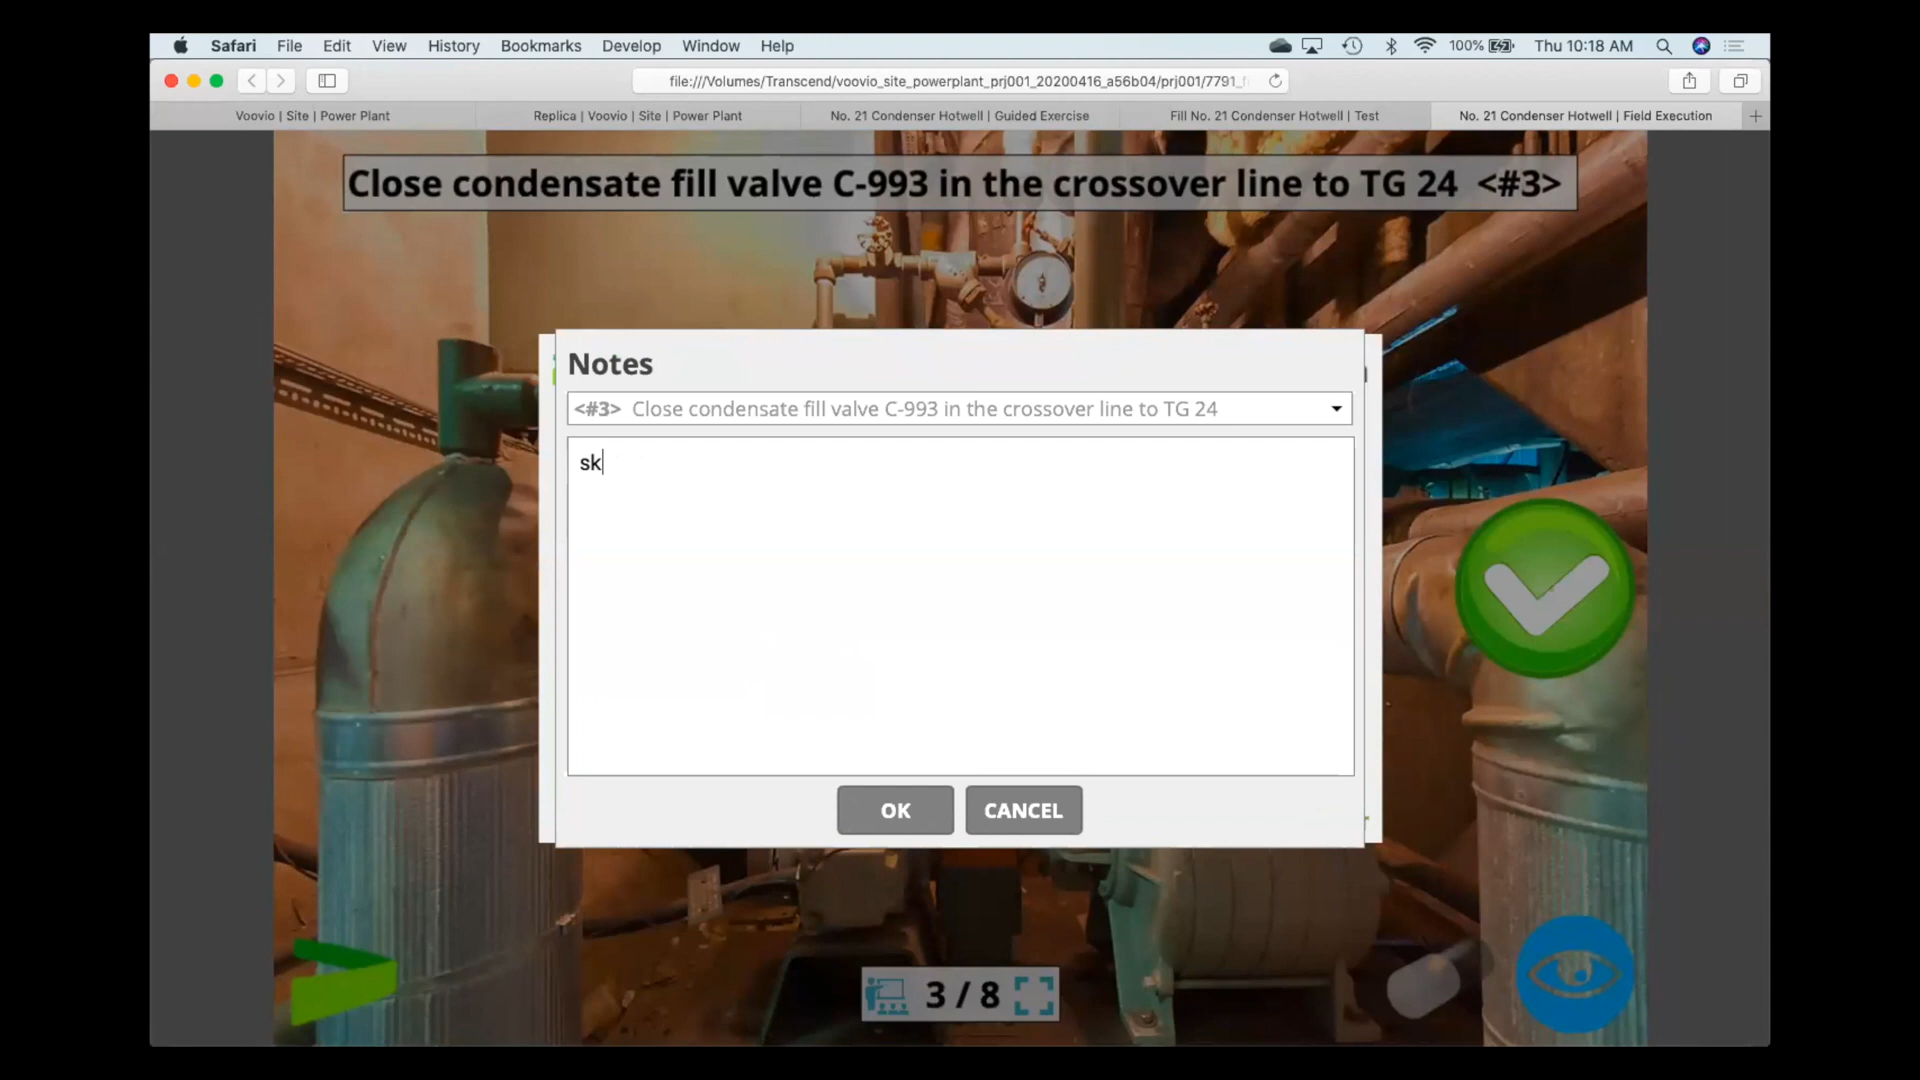 Safari File Edit View History Bookmarks Develop Window Help 100% Thu 10:18 AM
file:///Volumes/Transcend/voovio_site_powerplant_prj001_20200416_a56b04/prj001/7791_f
Voovio | Site | Power Plant Replica | Voovio | Site | Power Plant No. 21 Condenser Hotwell | Guided Exercise Fill No. 21 Condenser Hotwell | Test No. 21 Condenser Hotwell | Field Execution
Close condensate fill valve C-993 in the crossover line to TG 24 <#3>
Notes
<#3> Close condensate fill valve C-993 in the crossover line to TG 24
sk
OK CANCEL
3 / 8